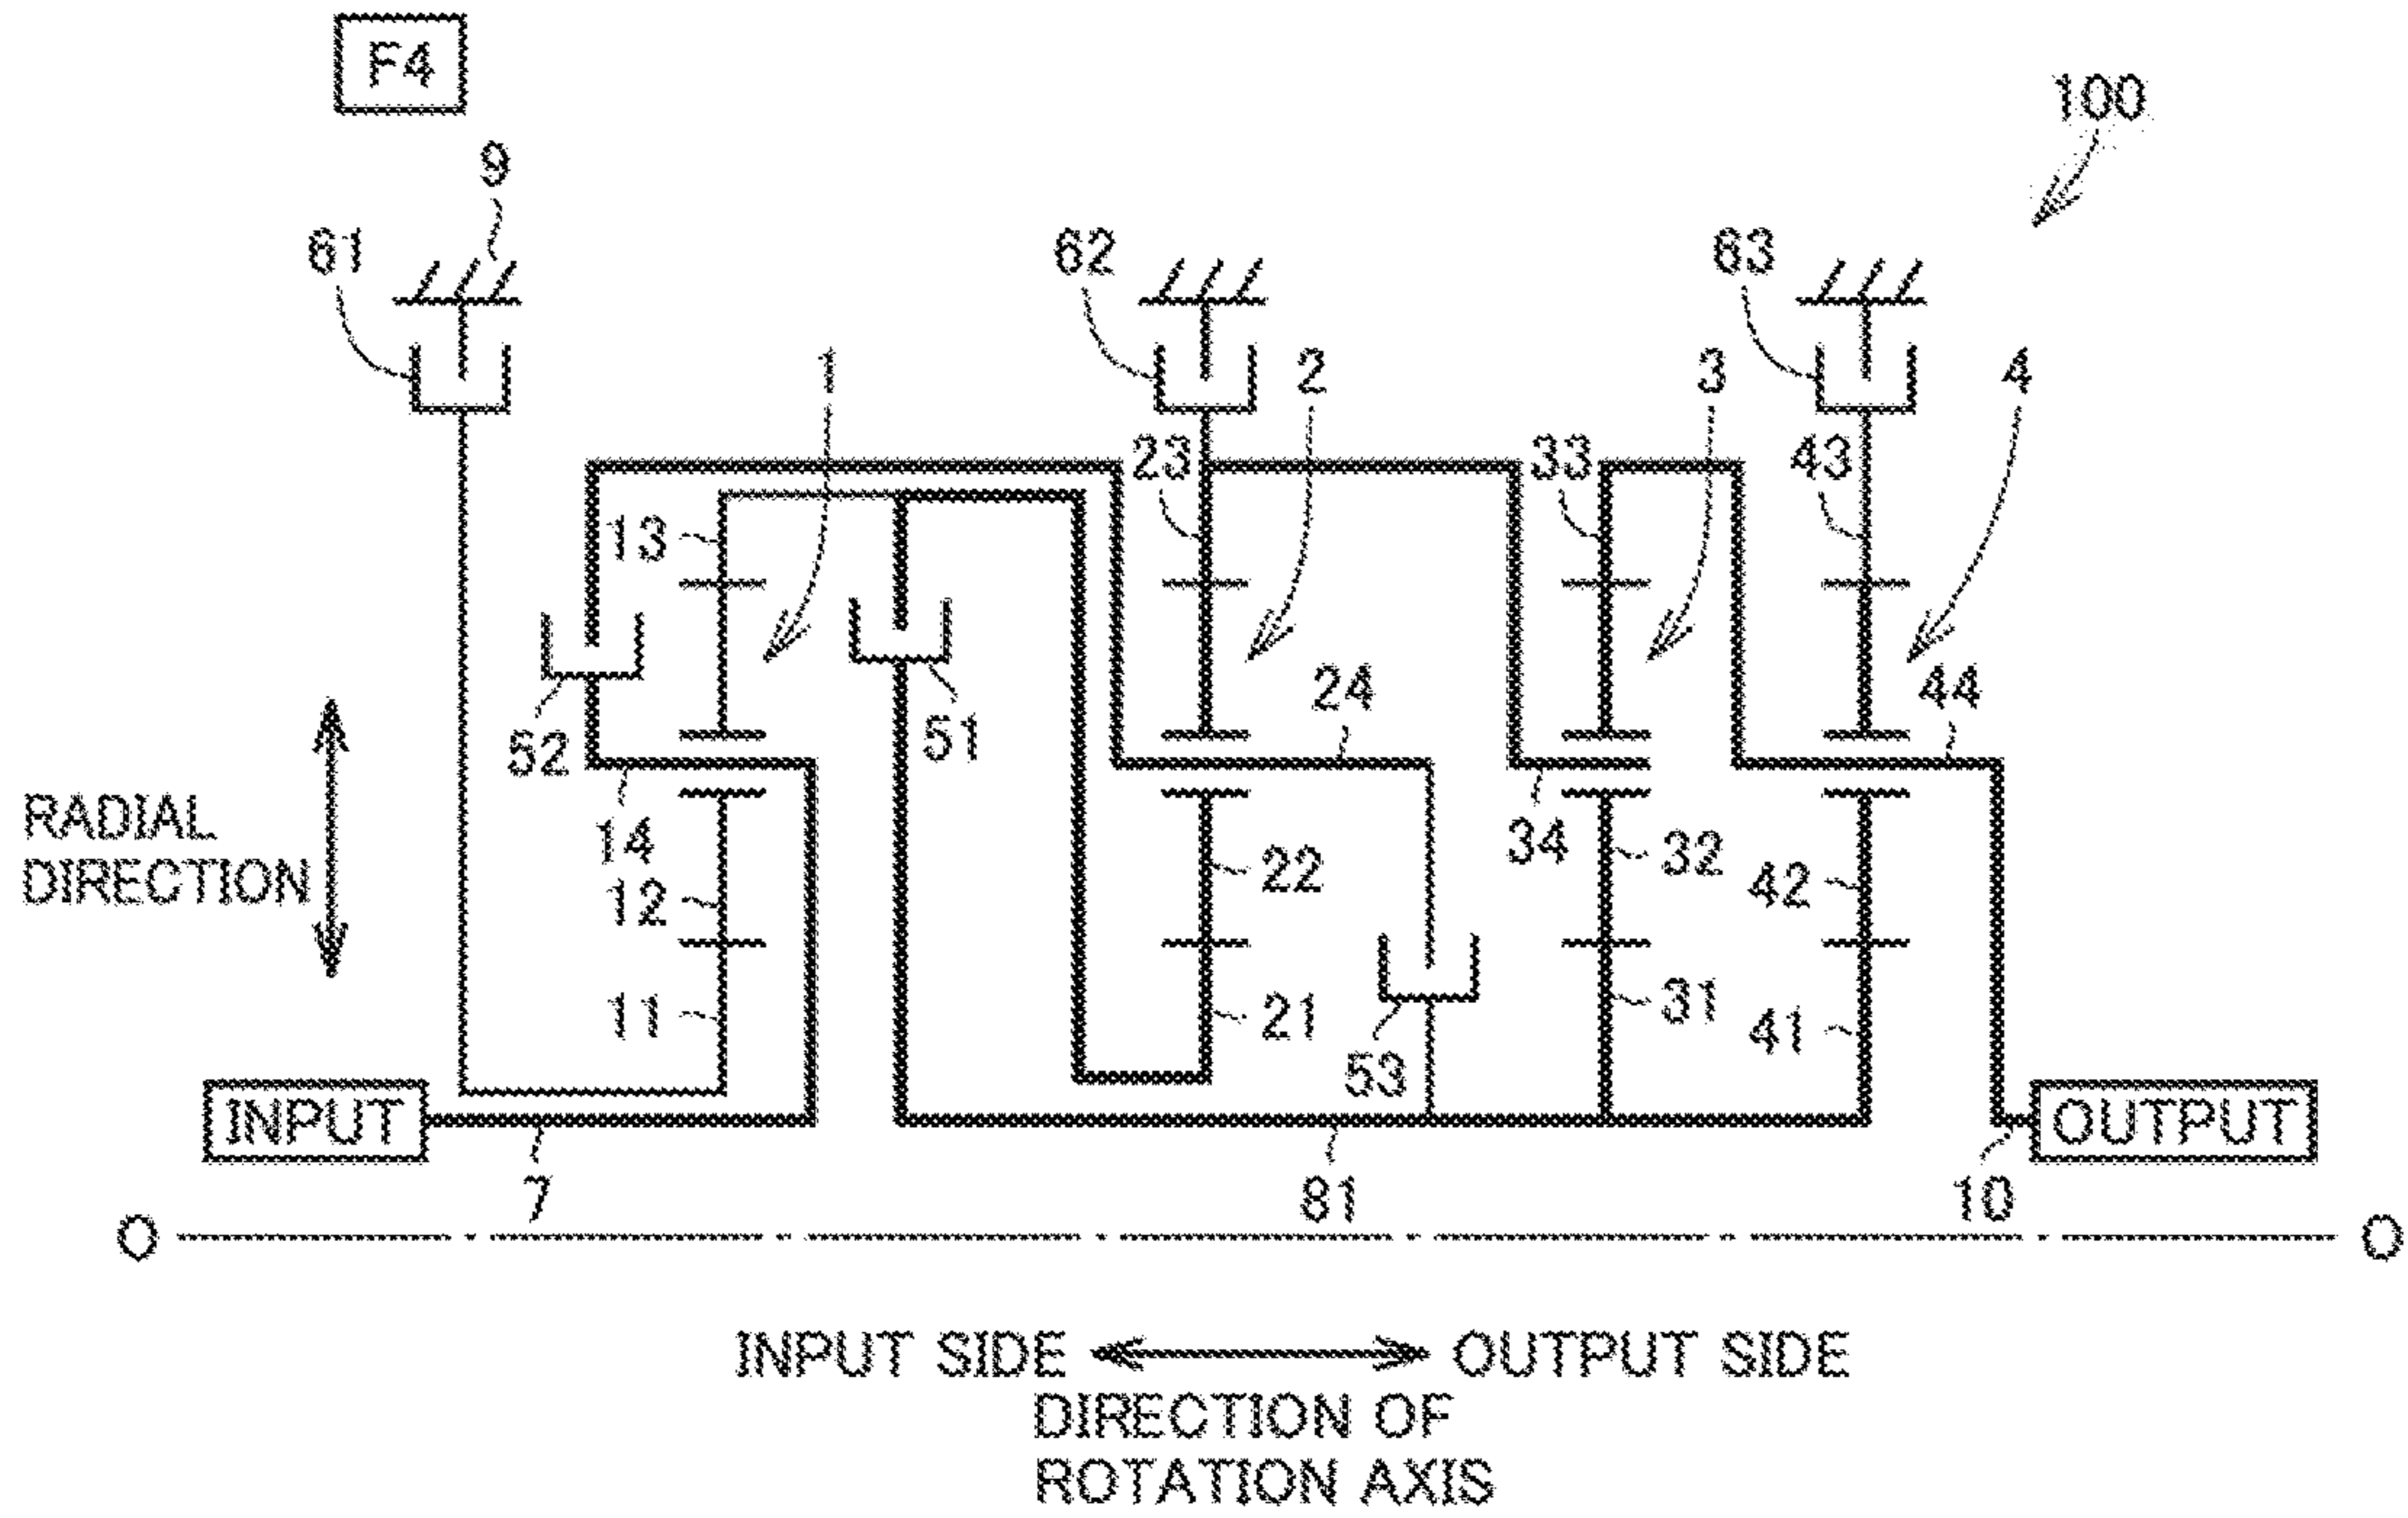 F4
100
9
61
62
63
1
2
3
4
23
33
43
13
24
44
52
51
14
34
32
22
42
12
RADIAL
DIRECTION
11
21
31
41
53
INPUT
OUTPUT
7
81
10
O
O
INPUT SIDE
OUTPUT SIDE
DIRECTION OF
ROTATION AXIS